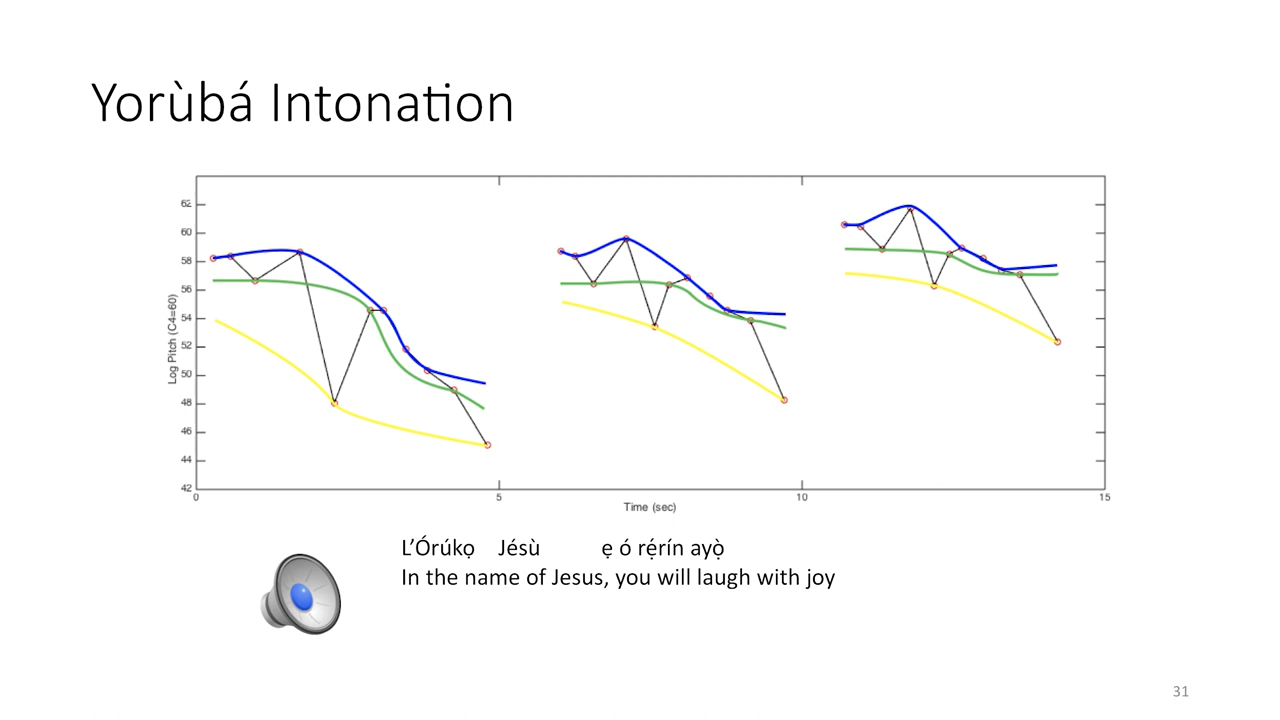 Yorùbá Intonation
62
60
58
56
54
52
50
48
46
44
42
Log Pitch (C4=60)
0 5 10 15
Time (sec)
L’Órúkọ Jésù ẹ ó rẹ́rín ayọ̀
In the name of Jesus, you will laugh with joy
31